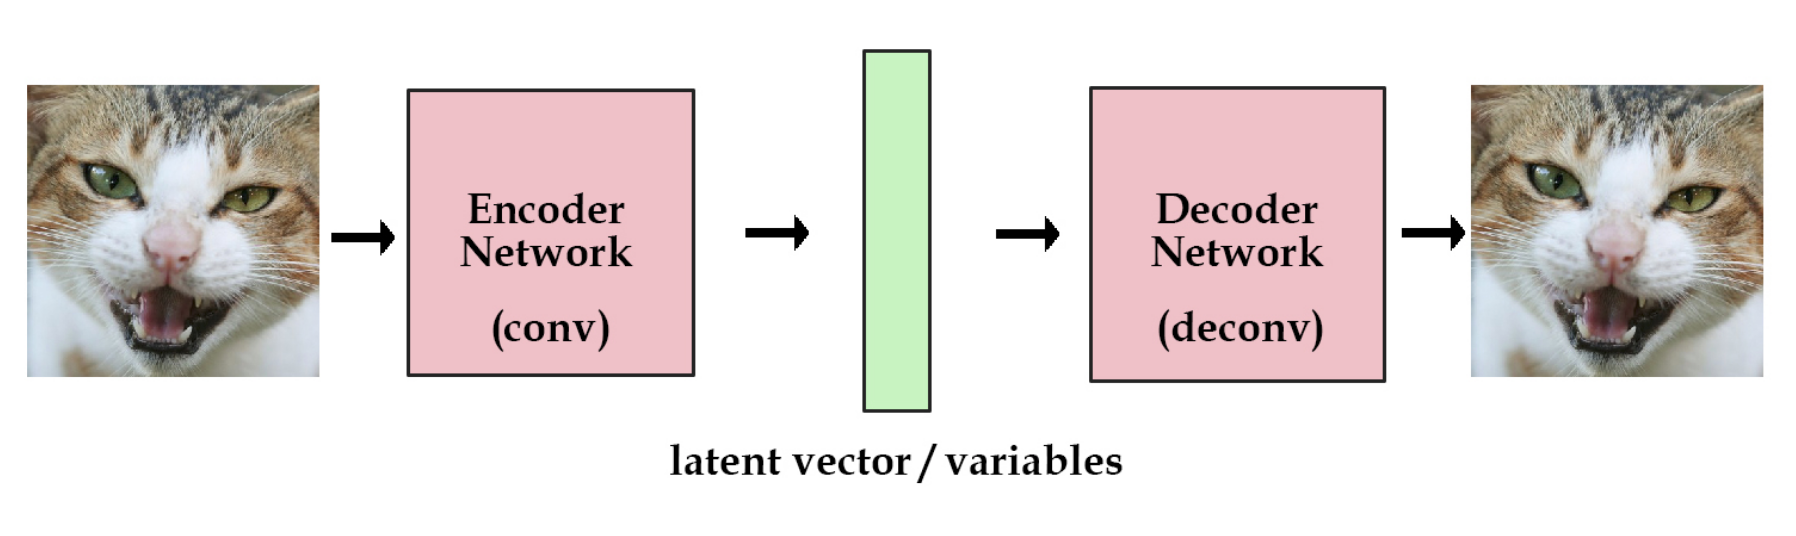 Encoder
Network
(conv)
latent vector / variables
Decoder
Network
(deconv)